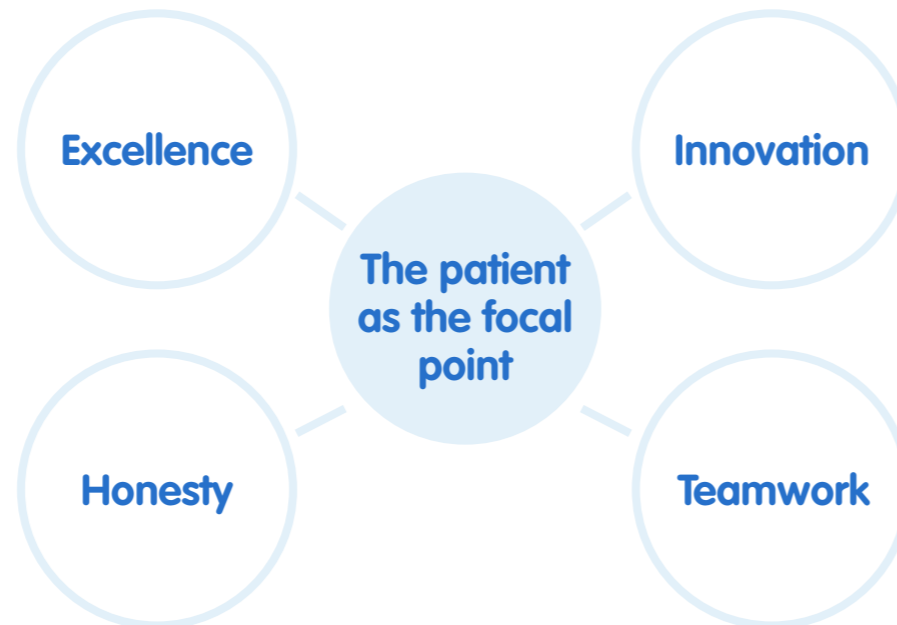 Excellence
Innovation
The patient
as the focal
point
Honesty
Teamwork